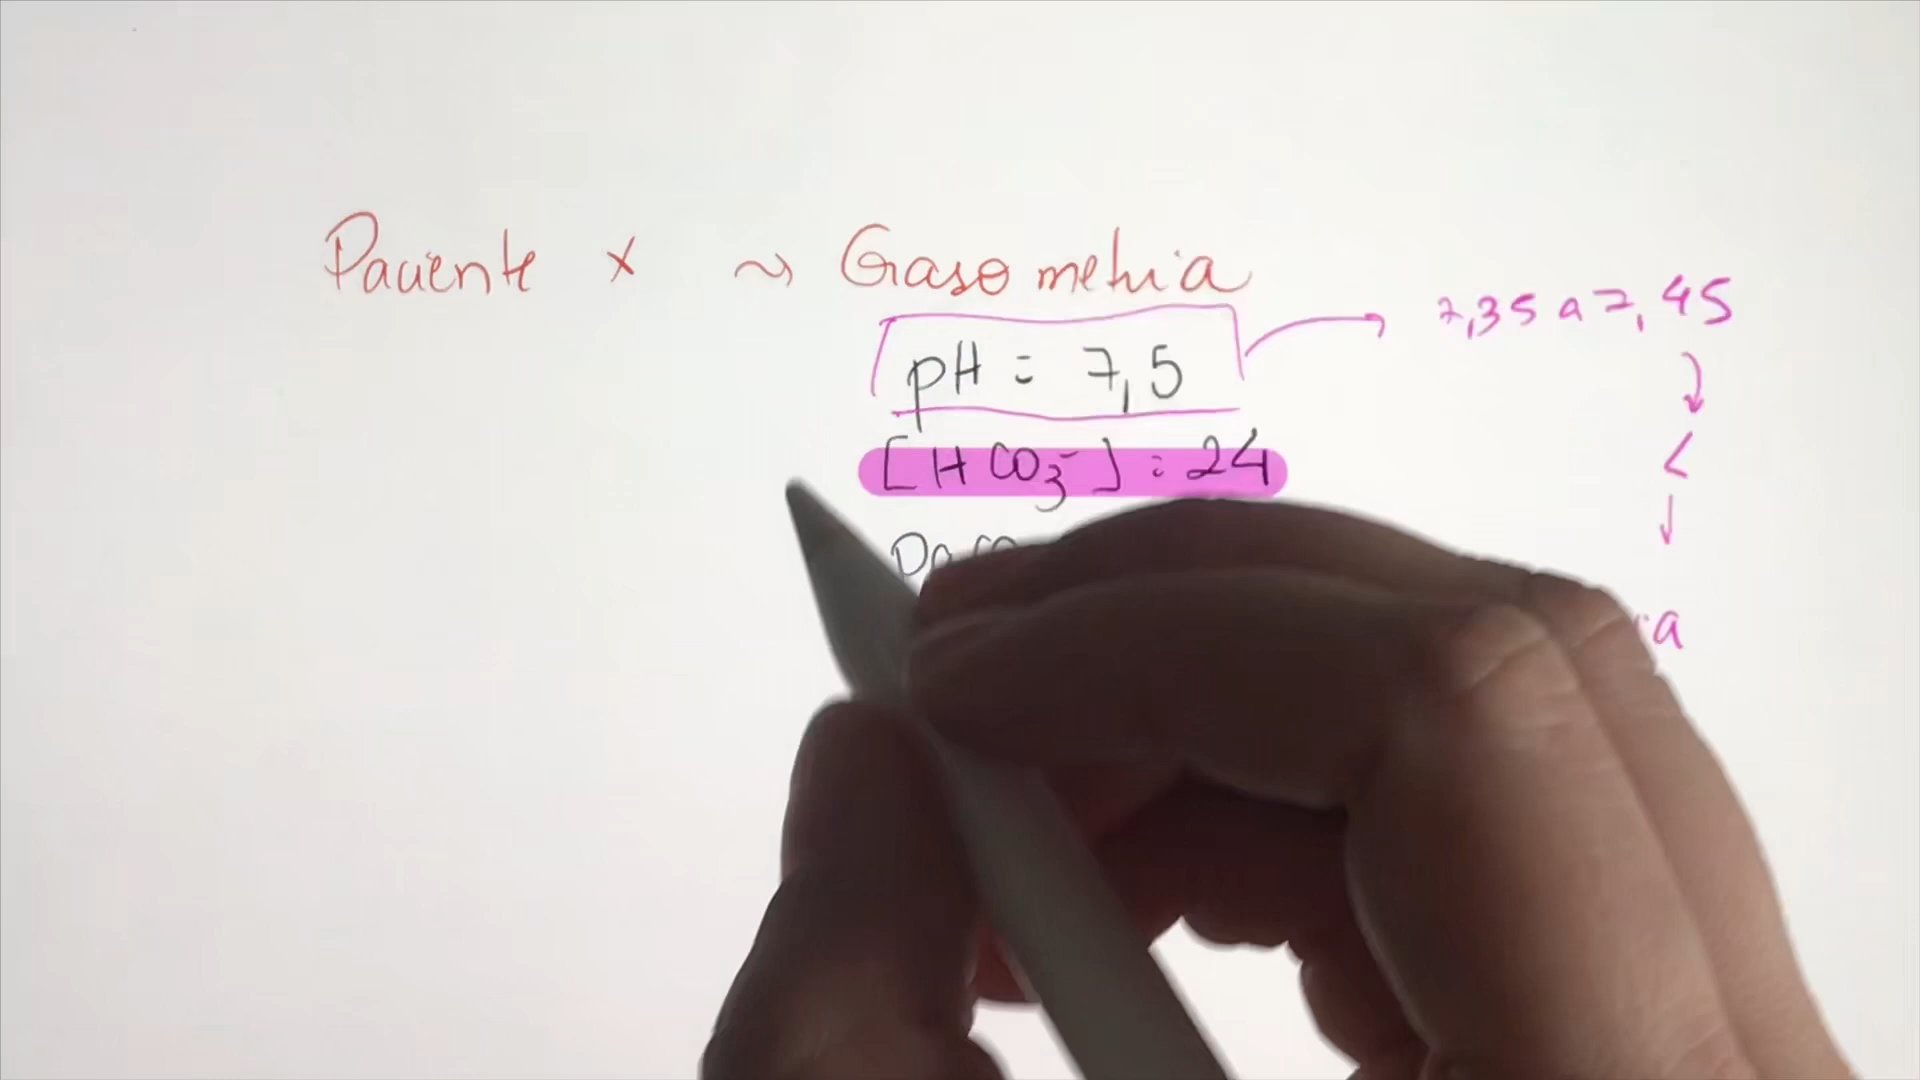 Paciente x ~> Gasometria
pH = 7,5
7,35 a 7,45
<
[HCO3-] : 24